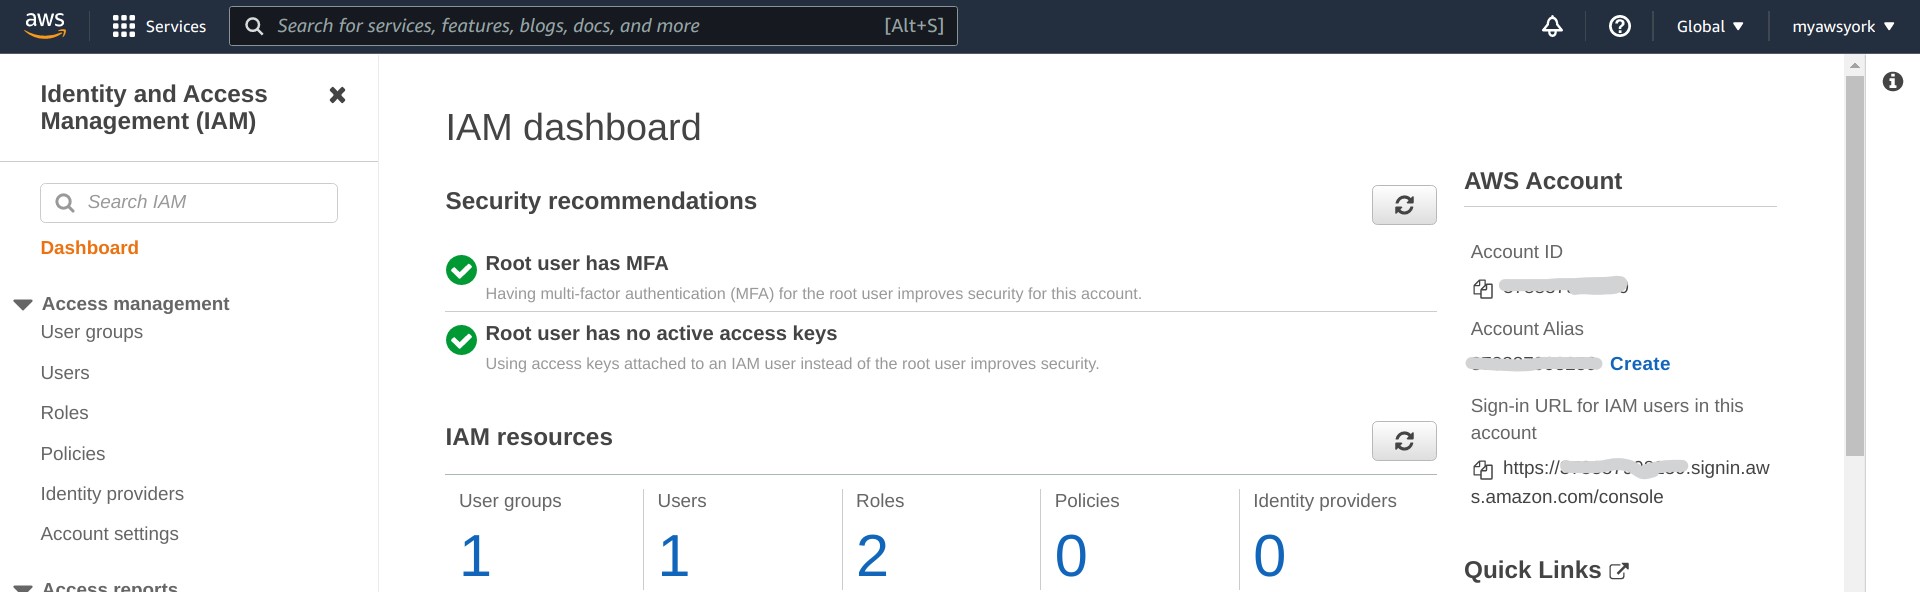 aws
Services
Search for services, features, blogs, docs, and more
[Alt+S]
Global
myawsyork
Identity and Access
Management (IAM)
Search IAM
Dashboard
Access management
User groups
Users
Roles
Policies
Identity providers
Account settings
Access reports
IAM dashboard
Security recommendations
Root user has MFA
Having multi-factor authentication (MFA) for the root user improves security for this account.
Root user has no active access keys
Using access keys attached to an IAM user instead of the root user improves security.
IAM resources
User groups
1
Users
1
Roles
2
Policies
0
Identity providers
0
AWS Account
Account ID
Account Alias
Create
Sign-in URL for IAM users in this
account
https:// .signin.aw
s.amazon.com/console
Quick Links